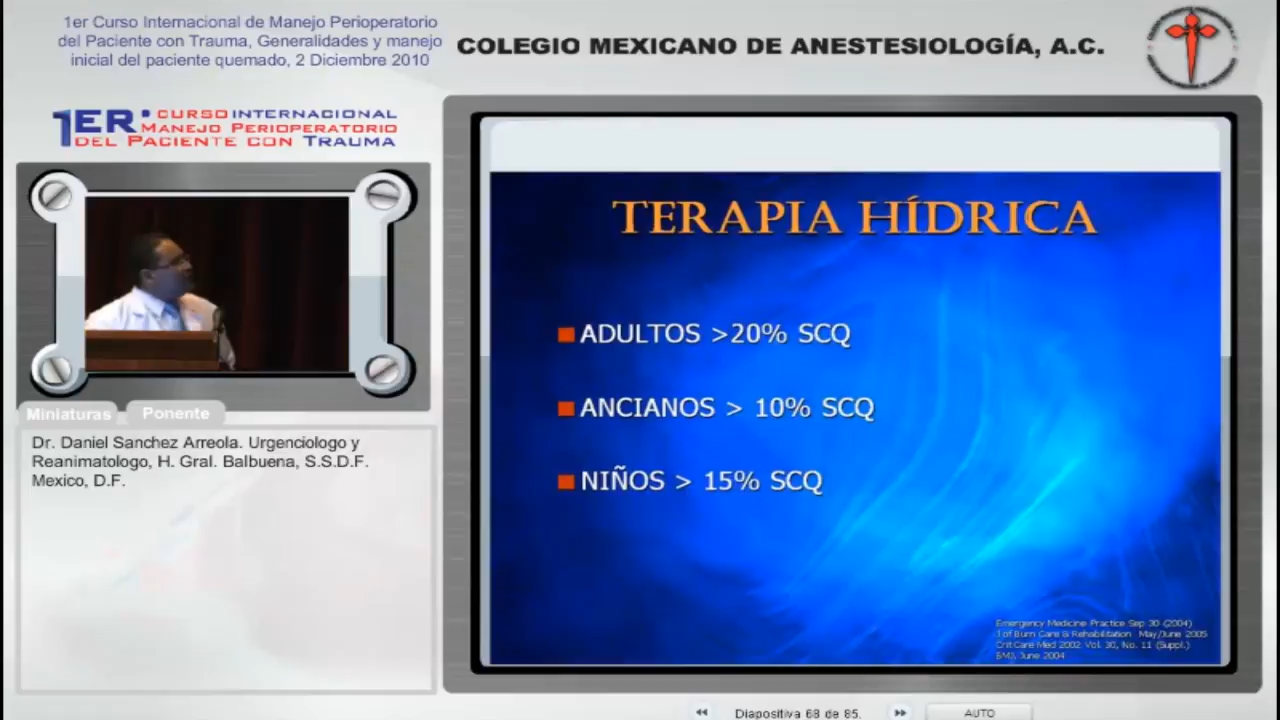 1er Curso Internacional de Manejo Perioperatorio
del Paciente con Trauma, Generalidades y manejo
inicial del paciente quemado, 2 Diciembre 2010
COLEGIO MEXICANO DE ANESTESIOLOGÍA, A.C.
1ER. CURSO INTERNACIONAL
MANEJO PERIOPERATORIO
DEL PACIENTE CON TRAUMA
Miniaturas
Ponente
Dr. Daniel Sanchez Arreola. Urgenciologo y
Reanimatologo, H. Gral. Balbuena, S.S.D.F.
Mexico, D.F.
TERAPIA HÍDRICA
ADULTOS >20% SCQ
ANCIANOS > 10% SCQ
NIÑOS > 15% SCQ
Emergency Medicine Practice Sep 30 (2004)
J of Burn Care & Rehabilitation May/June 2005
Crit Care Med 2002 Vol. 30, No. 11 (Suppl.)
BMJ, June 2004
Diapositiva 68 de 85.
AUTO